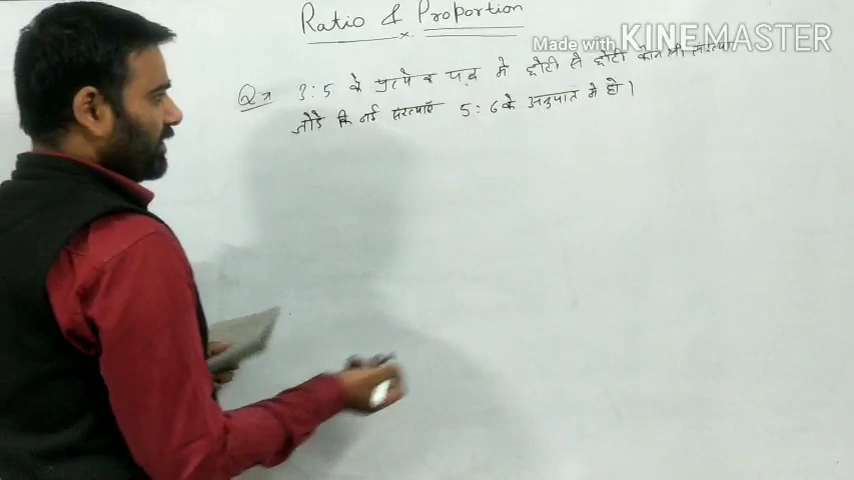 Ratio & Proportion
Made with KINEMASTER
Q→ 3:5 के प्रत्येक पद में छोटी से छोटी कौन सी संख्या
जोड़े कि नई संख्याएँ 5:6 के अनुपात में हो।